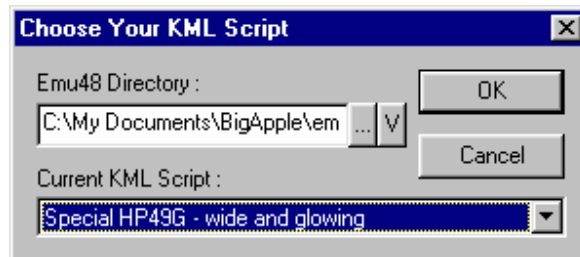 Choose Your KML Script
Emu48 Directory :
C:\My Documents\BigApple\em ... V
OK
Cancel
Current KML Script :
Special HP49G - wide and glowing